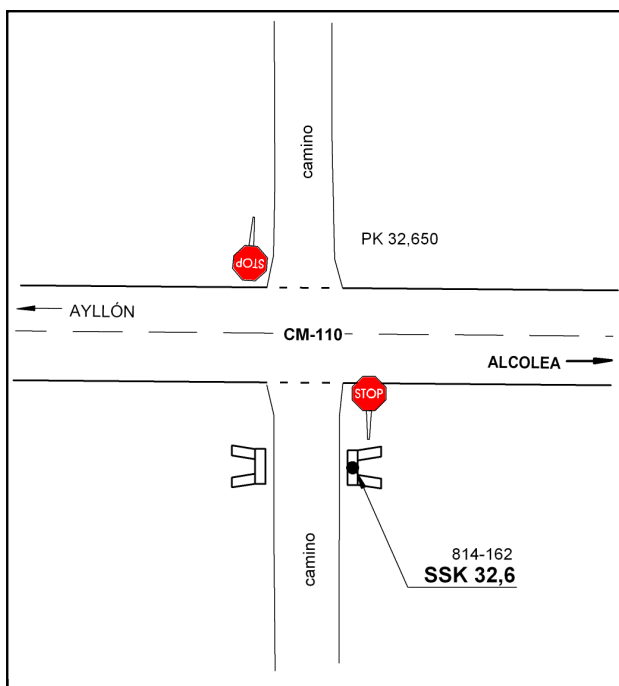 camino
PK 32,650
STOP
AYLLÓN
CM-110
ALCOLEA
STOP
814-162
SSK 32,6
camino